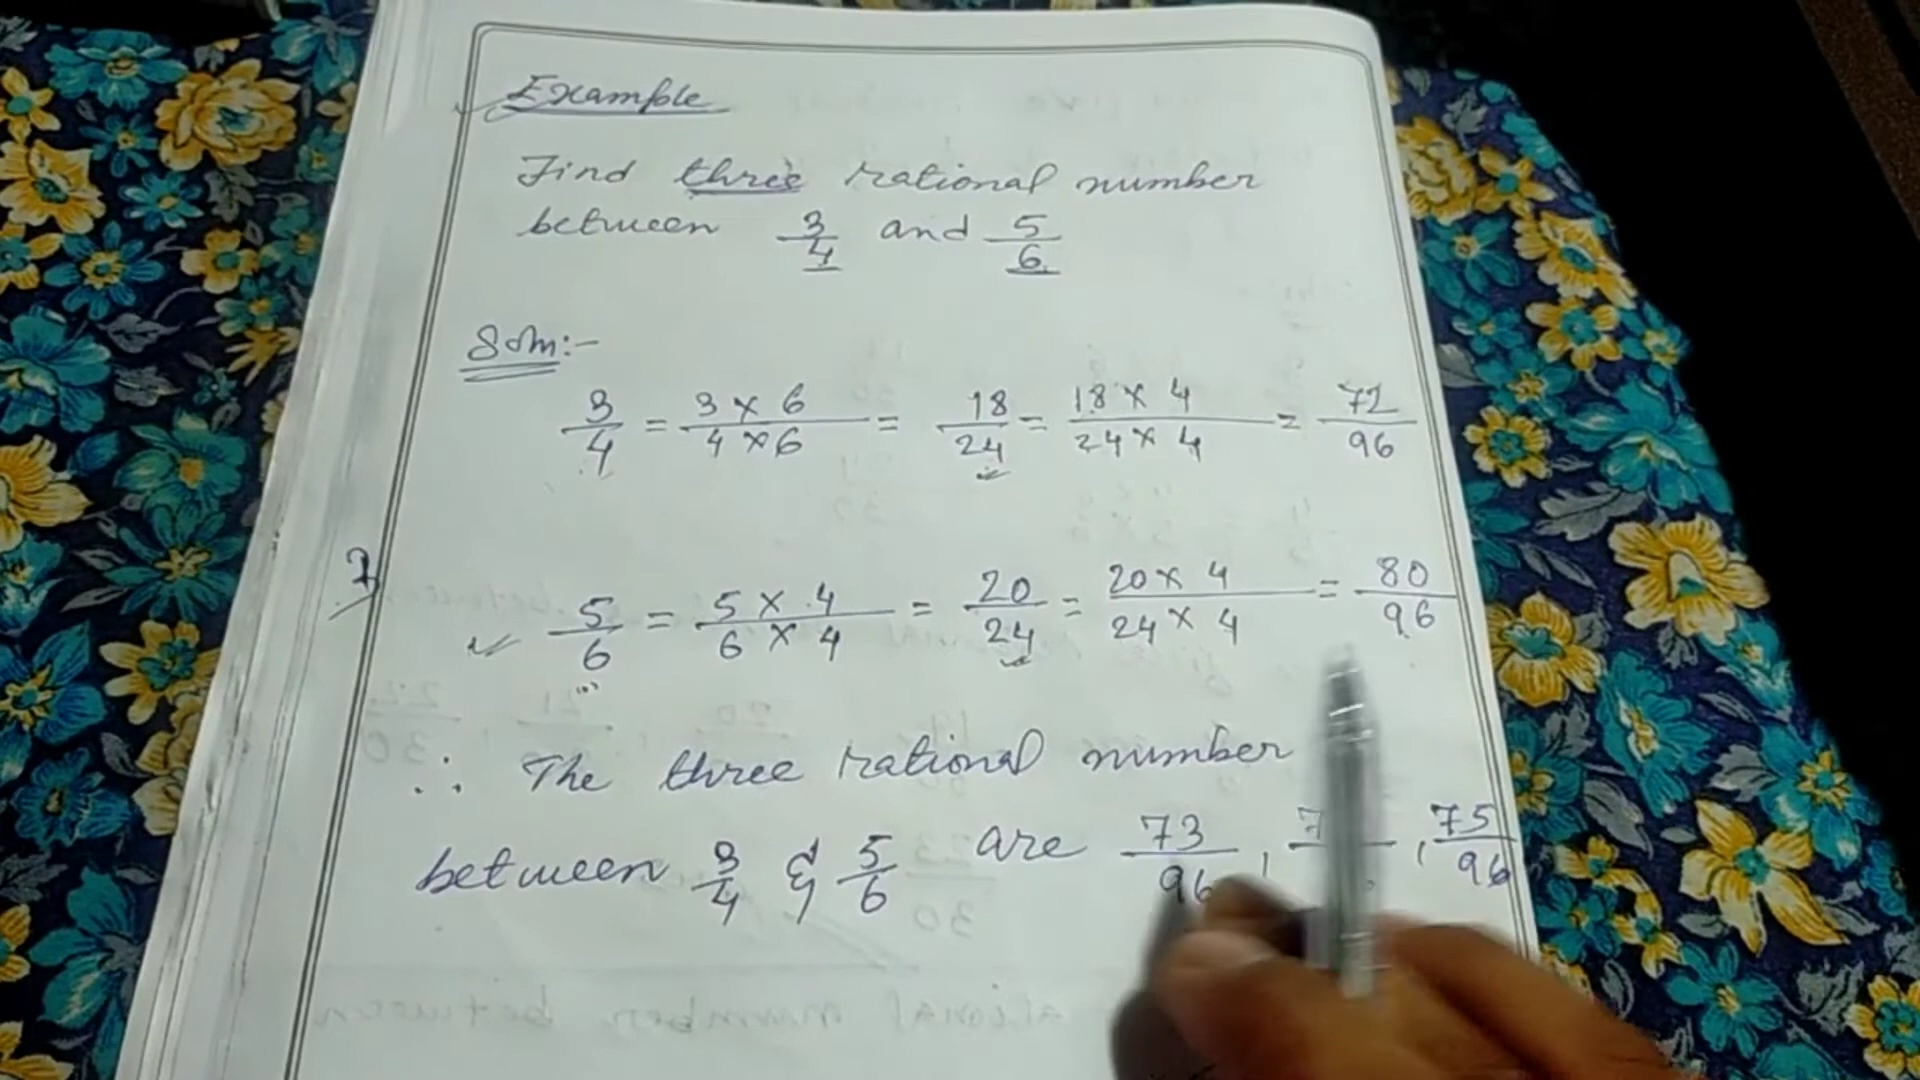 Example
Find three rational number
between 3/4 and 5/6
Soln:-
3/4 = 3 × 6 / 4 × 6 = 18/24 = 18 × 4 / 24 × 4 = 72/96
5/6 = 5 × 4 / 6 × 4 = 20/24 = 20 × 4 / 24 × 4 = 80/96
∴ The three rational number
between 3/4 & 5/6 are 73/96, 7 , 75/96